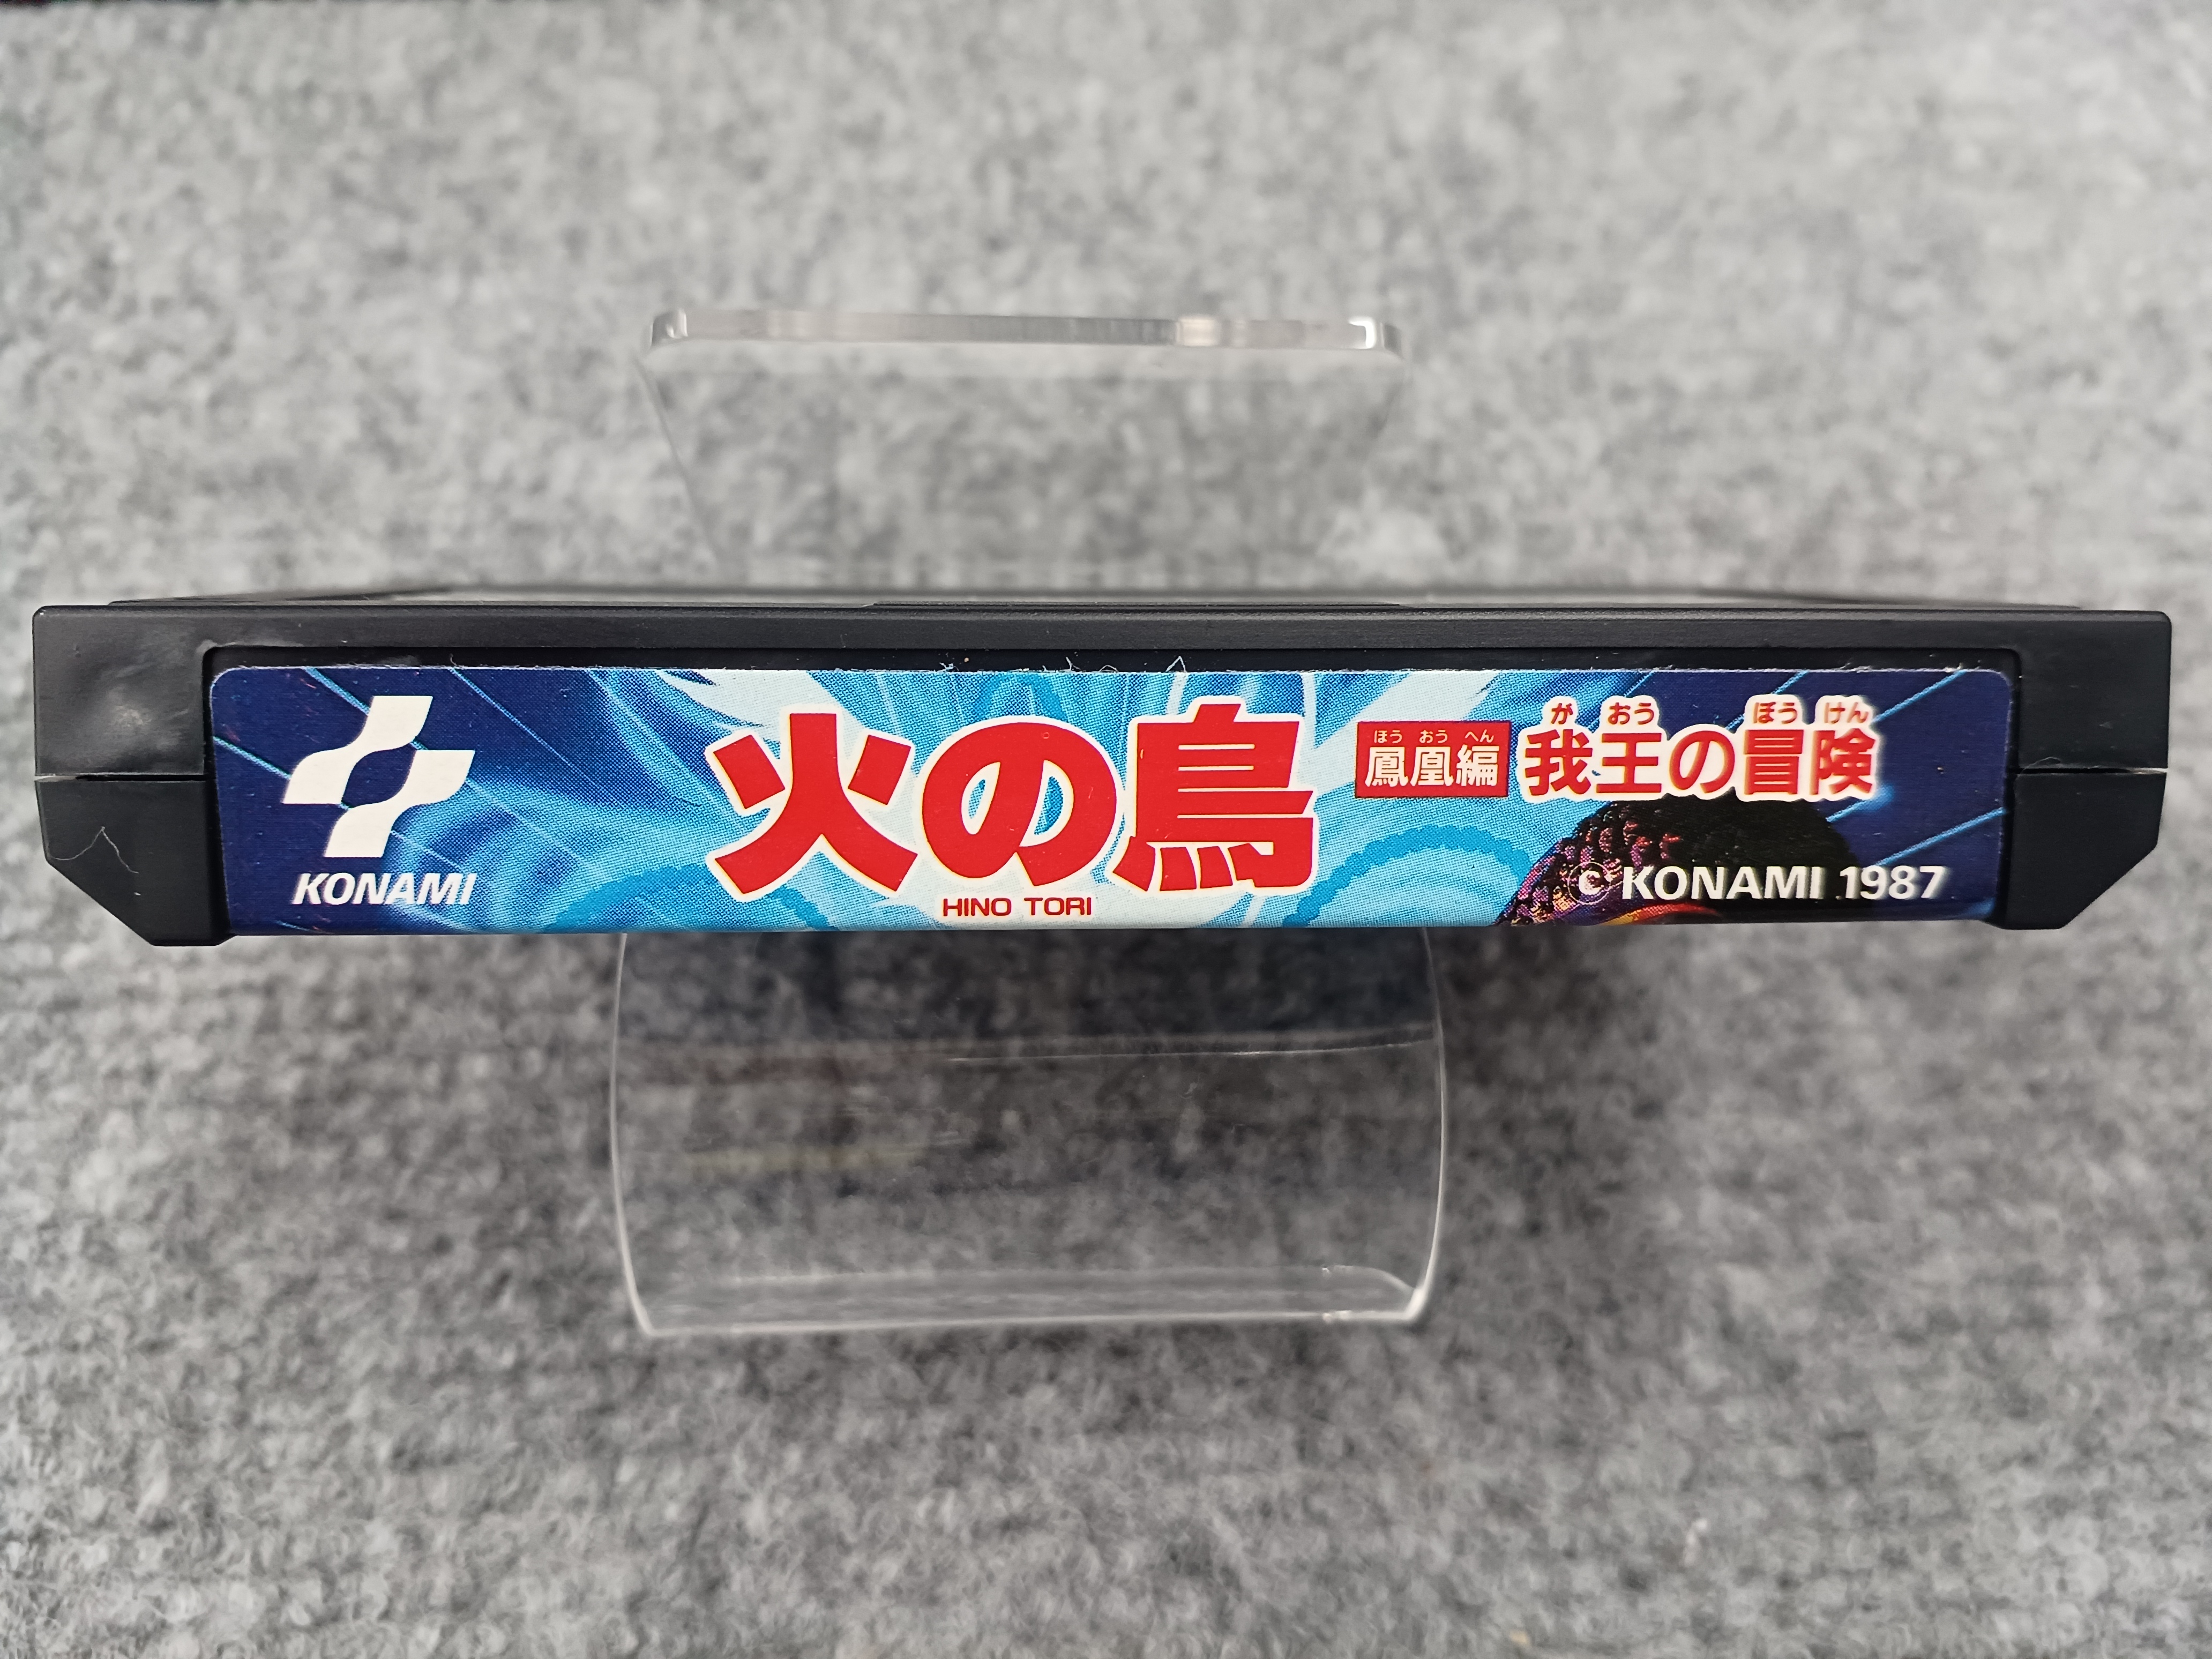 KONAMI
火の鳥
HINO TORI
ほう おう へん
鳳凰編
が おう ぼう けん
我王の冒険
© KONAMI 1987